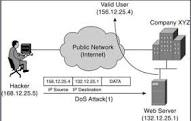 Valid User
(156.12.25.4)
Company XYZ
Public Network
(Internet)
Hacker
(168.12.25.5)
156.12.25.4 132.12.25.1 DATA
IP Source IP Destination
DoS Attack(1)
Web Server
(132.12.25.1)